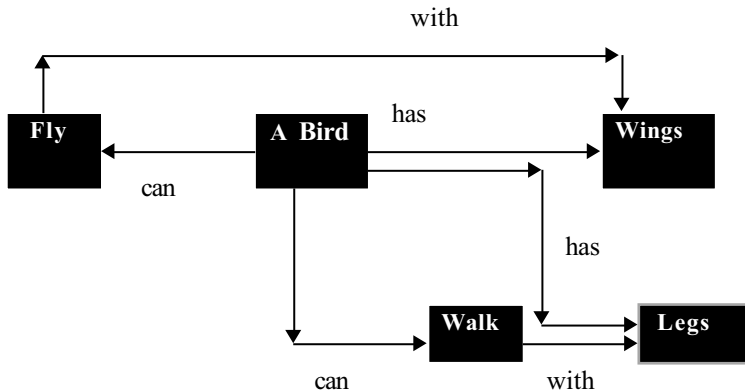 with
Fly
A Bird
has
Wings
can
has
Walk
Legs
can
with